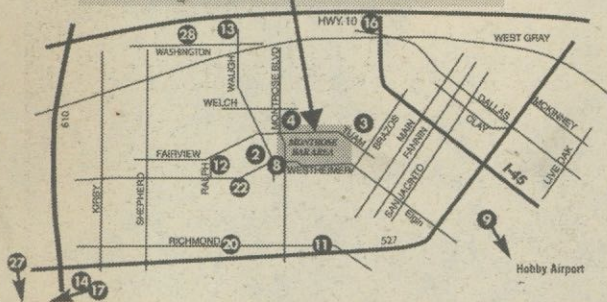 HWY. 10
16
WEST GRAY
28
13
WASHINGTON
WAUGH
MONTROSE BLVD
610
WELCH
DALLAS
MCKINNEY
CLAY
4
3
TUAM
BRAZOS
MAIN
FANNIN
MONTROSE
BAR AREA
FAIRVIEW
12
2
8
WESTHEIMER
I-45
LIVE OAK
RALPH
22
KIRBY
SHEPHERD
SAN JACINTO
Elgin
9
RICHMOND
20
11
527
Hobby Airport
27
14
17